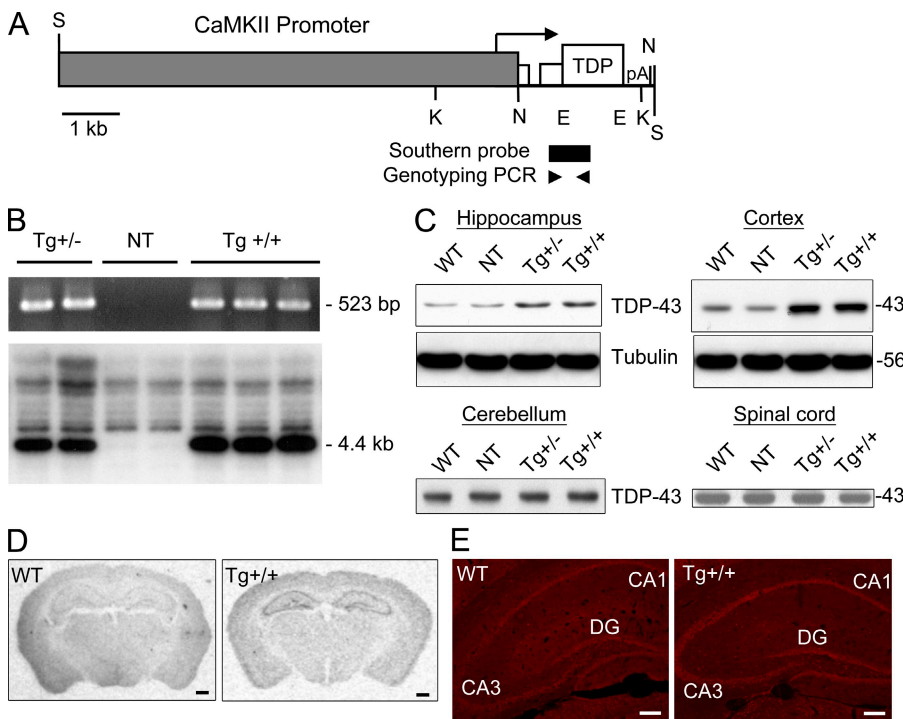 A
S
CaMKII Promoter
N
TDP
pA
K
N
E
E
K
S
1 kb
Southern probe
Genotyping PCR
B
Tg+/-
NT
Tg +/+
- 523 bp
- 4.4 kb
C
Hippocampus
Cortex
WT
NT
Tg+/-
Tg+/+
WT
NT
Tg+/-
Tg+/+
TDP-43
-43
Tubulin
-56
Cerebellum
Spinal cord
WT
NT
Tg+/-
Tg+/+
WT
NT
Tg+/-
Tg+/+
TDP-43
-43
D
WT
Tg+/+
E
WT
CA1
DG
CA3
Tg+/+
CA1
DG
CA3